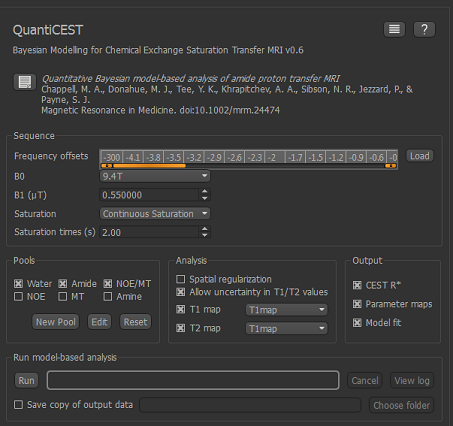 QuantiCEST
?
Bayesian Modelling for Chemical Exchange Saturation Transfer MRI v0.6
Quantitative Bayesian model-based analysis of amide proton transfer MRI
Chappell, M. A., Donahue, M. J., Tee, Y. K., Khrapitchev, A. A., Sibson, N. R., Jezzard, P., &
Payne, S. J.
Magnetic Resonance in Medicine. doi:10.1002/mrm.24474
Sequence
Frequency offsets -300 -4.1 -3.8 -3.5 -3.2 -2.9 -2.6 -2.3 -2 -1.7 -1.5 -1.2 -0.9 -0.6 -0 Load
B0 9.4T
B1 (µT) 0.550000
Saturation Continuous Saturation
Saturation times (s) 2.00
Pools
Water Amide NOE/MT
NOE MT Amine
New Pool Edit Reset
Analysis
Spatial regularization
Allow uncertainty in T1/T2 values
T1 map T1map
T2 map T1map
Output
CEST R*
Parameter maps
Model fit
Run model-based analysis
Run Cancel View log
Save copy of output data Choose folder